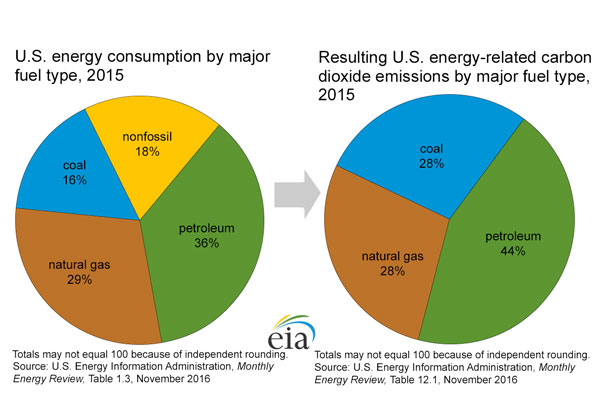 U.S. energy consumption by major
fuel type, 2015
nonfossil
18%
coal
16%
petroleum
36%
natural gas
29%
Resulting U.S. energy-related carbon
dioxide emissions by major fuel type,
2015
coal
28%
petroleum
44%
natural gas
28%
eia
Totals may not equal 100 because of independent rounding.
Source: U.S. Energy Information Administration, Monthly
Energy Review, Table 1.3, November 2016
Totals may not equal 100 because of independent rounding.
Source: U.S. Energy Information Administration, Monthly
Energy Review, Table 12.1, November 2016